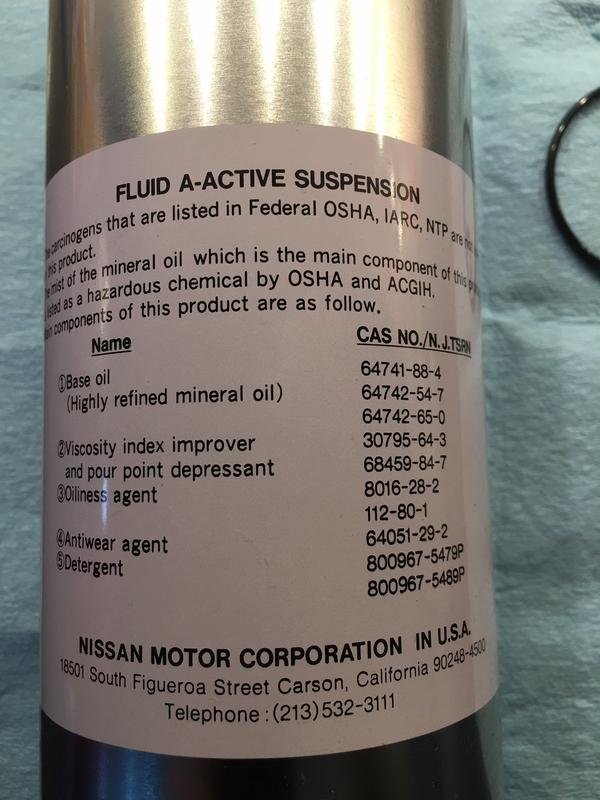 FLUID A-ACTIVE SUSPENSION
carcinogens that are listed in Federal OSHA, IARC, NTP are not
this product.
mist of the mineral oil which is the main component of this
listed as a hazardous chemical by OSHA and ACGIH.
components of this product are as follow.
Name CAS NO./N.J.TSRN
①Base oil 64741-88-4
(Highly refined mineral oil) 64742-54-7
64742-65-0
②Viscosity index improver 30795-64-3
and pour point depressant 68459-84-7
③Oiliness agent 8016-28-2
112-80-1
④Antiwear agent 64051-29-2
⑤Detergent 800967-5479P
800967-5489P
NISSAN MOTOR CORPORATION IN U.S.A.
18501 South Figueroa Street Carson, California 90248-4500
Telephone:(213)532-3111